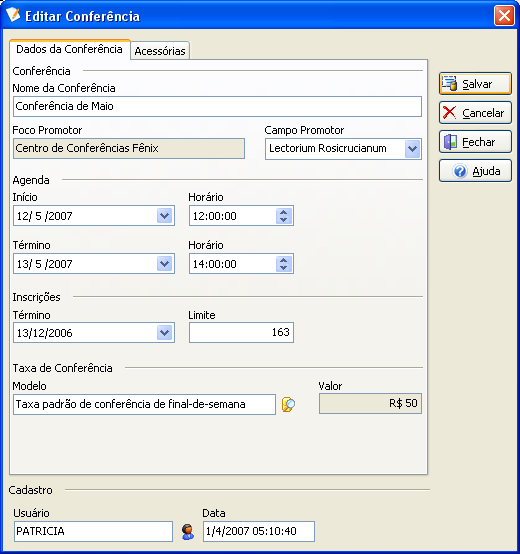 Editar Conferência
Dados da Conferência Acessórias
Conferência
Nome da Conferência
Conferência de Maio
Foco Promotor Campo Promotor
Centro de Conferências Fênix Lectorium Rosicrucianum
Agenda
Início Horário
12/ 5 /2007 12:00:00
Término Horário
13/ 5 /2007 14:00:00
Inscrições
Término Limite
13/12/2006 163
Taxa de Conferência
Modelo Valor
Taxa padrão de conferência de final-de-semana R$ 50
Salvar
Cancelar
Fechar
Ajuda
Cadastro
Usuário Data
PATRICIA 1/4/2007 05:10:40